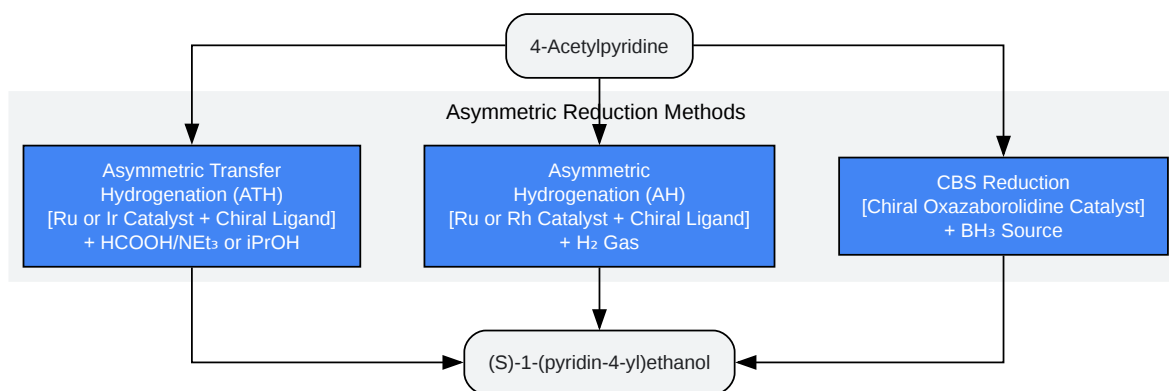 4-Acetylpyridine
Asymmetric Reduction Methods
Asymmetric Transfer
Hydrogenation (ATH)
[Ru or Ir Catalyst + Chiral Ligand]
+ HCOOH/NEt₃ or iPrOH
Asymmetric
Hydrogenation (AH)
[Ru or Rh Catalyst + Chiral Ligand]
+ H₂ Gas
CBS Reduction
[Chiral Oxazaborolidine Catalyst]
+ BH₃ Source
(S)-1-(pyridin-4-yl)ethanol